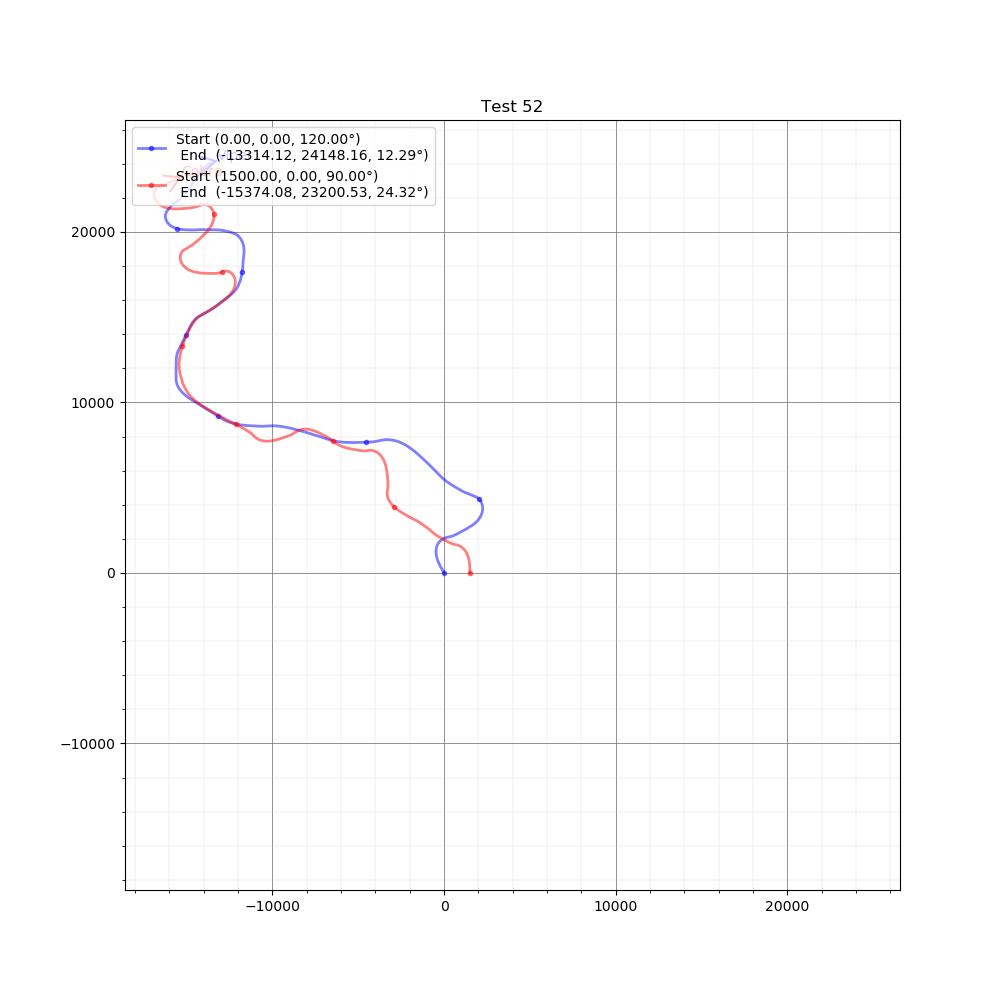 Test 52
Start (0.00, 0.00, 120.00°)
End (-13314.12, 24148.16, 12.29°)
Start (1500.00, 0.00, 90.00°)
End (-15374.08, 23200.53, 24.32°)
20000
10000
0
−10000
−10000 0 10000 20000